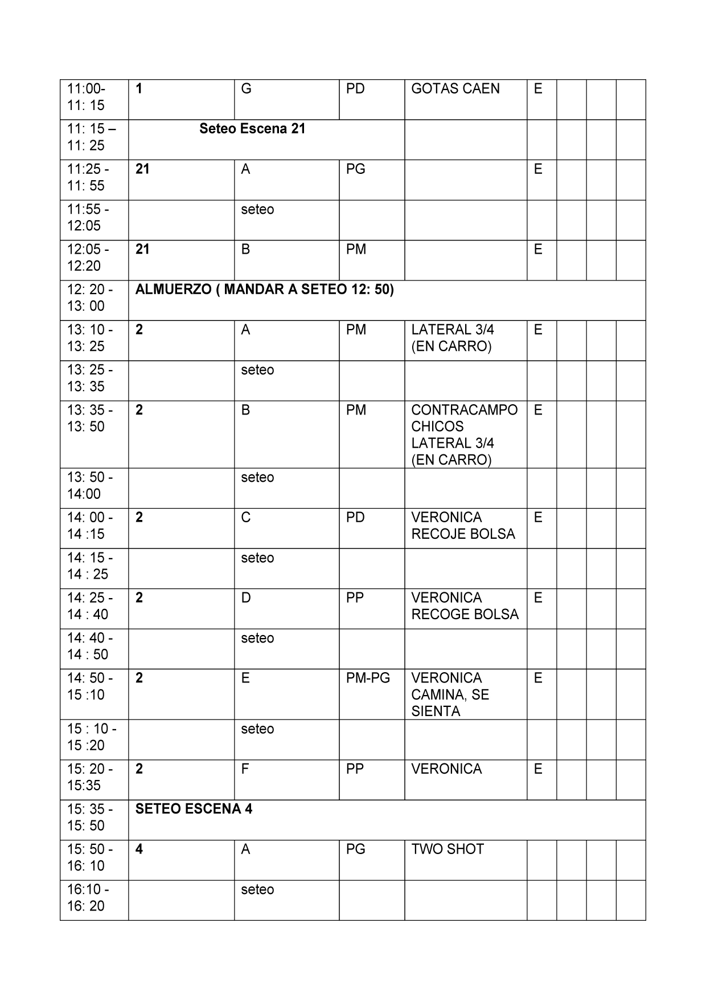 11:00- 1 G PD GOTAS CAEN E
11: 15
11: 15 – Seteo Escena 21
11: 25
11:25 - 21 A PG E
11: 55
11:55 - seteo
12:05
12:05 - 21 B PM E
12:20
12: 20 - ALMUERZO ( MANDAR A SETEO 12: 50)
13: 00
13: 10 - 2 A PM LATERAL 3/4 E
13: 25 (EN CARRO)
13: 25 - seteo
13: 35
13: 35 - 2 B PM CONTRACAMPO E
13: 50 CHICOS
LATERAL 3/4
(EN CARRO)
13: 50 - seteo
14:00
14: 00 - 2 C PD VERONICA E
14 :15 RECOJE BOLSA
14: 15 - seteo
14 : 25
14: 25 - 2 D PP VERONICA E
14 : 40 RECOGE BOLSA
14: 40 - seteo
14 : 50
14: 50 - 2 E PM-PG VERONICA E
15 :10 CAMINA, SE
SIENTA
15 : 10 - seteo
15 :20
15: 20 - 2 F PP VERONICA E
15:35
15: 35 - SETEO ESCENA 4
15: 50
15: 50 - 4 A PG TWO SHOT
16: 10
16:10 - seteo
16: 20